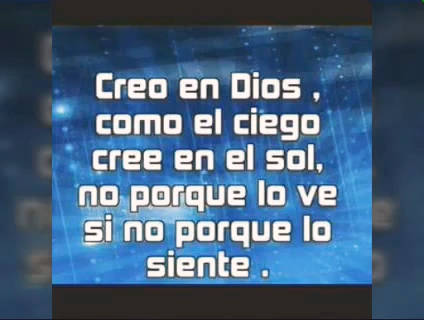 Creo en Dios ,
como el ciego
cree en el sol,
no porque lo ve
si no porque lo
siente .